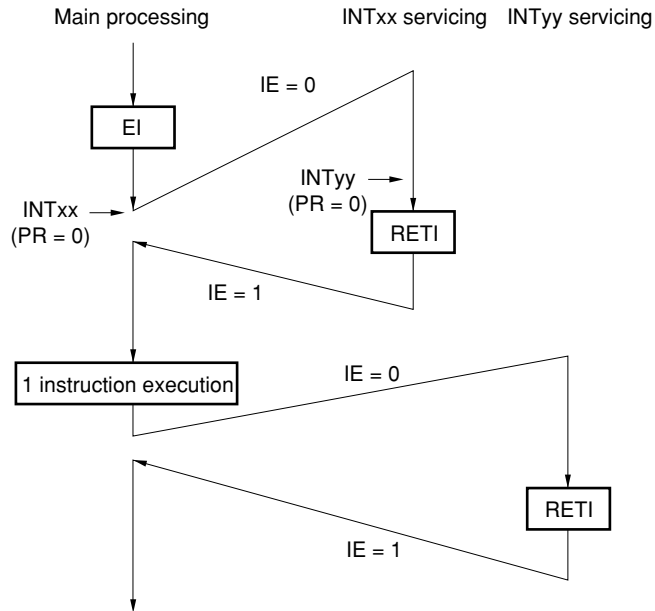 Main processing
INTxx servicing
INTyy servicing
IE = 0
EI
INTyy
(PR = 0)
INTxx
(PR = 0)
RETI
IE = 1
1 instruction execution
IE = 0
RETI
IE = 1